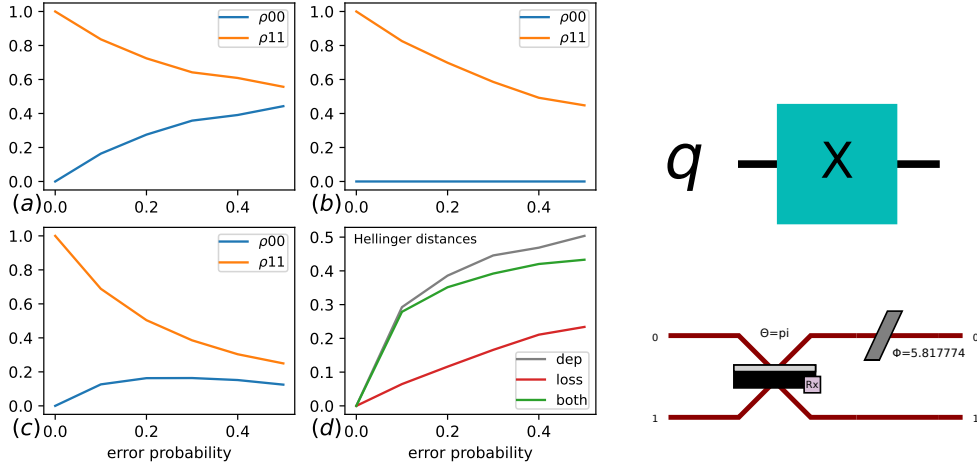 1.0
0.8
0.6
0.4
0.2
0.0
ρ00
ρ11
0.0
0.2
0.4
(a)
1.0
0.8
0.6
0.4
0.2
0.0
ρ00
ρ11
0.0
0.2
0.4
(b)
1.0
0.8
0.6
0.4
0.2
0.0
ρ00
ρ11
0.0
0.2
0.4
(c)
error probability
0.5
0.4
0.3
0.2
0.1
0.0
Hellinger distances
dep
loss
both
0.0
0.2
0.4
(d)
error probability
q
X
0
Θ=pi
Φ=5.817774
0
Rx
1
1